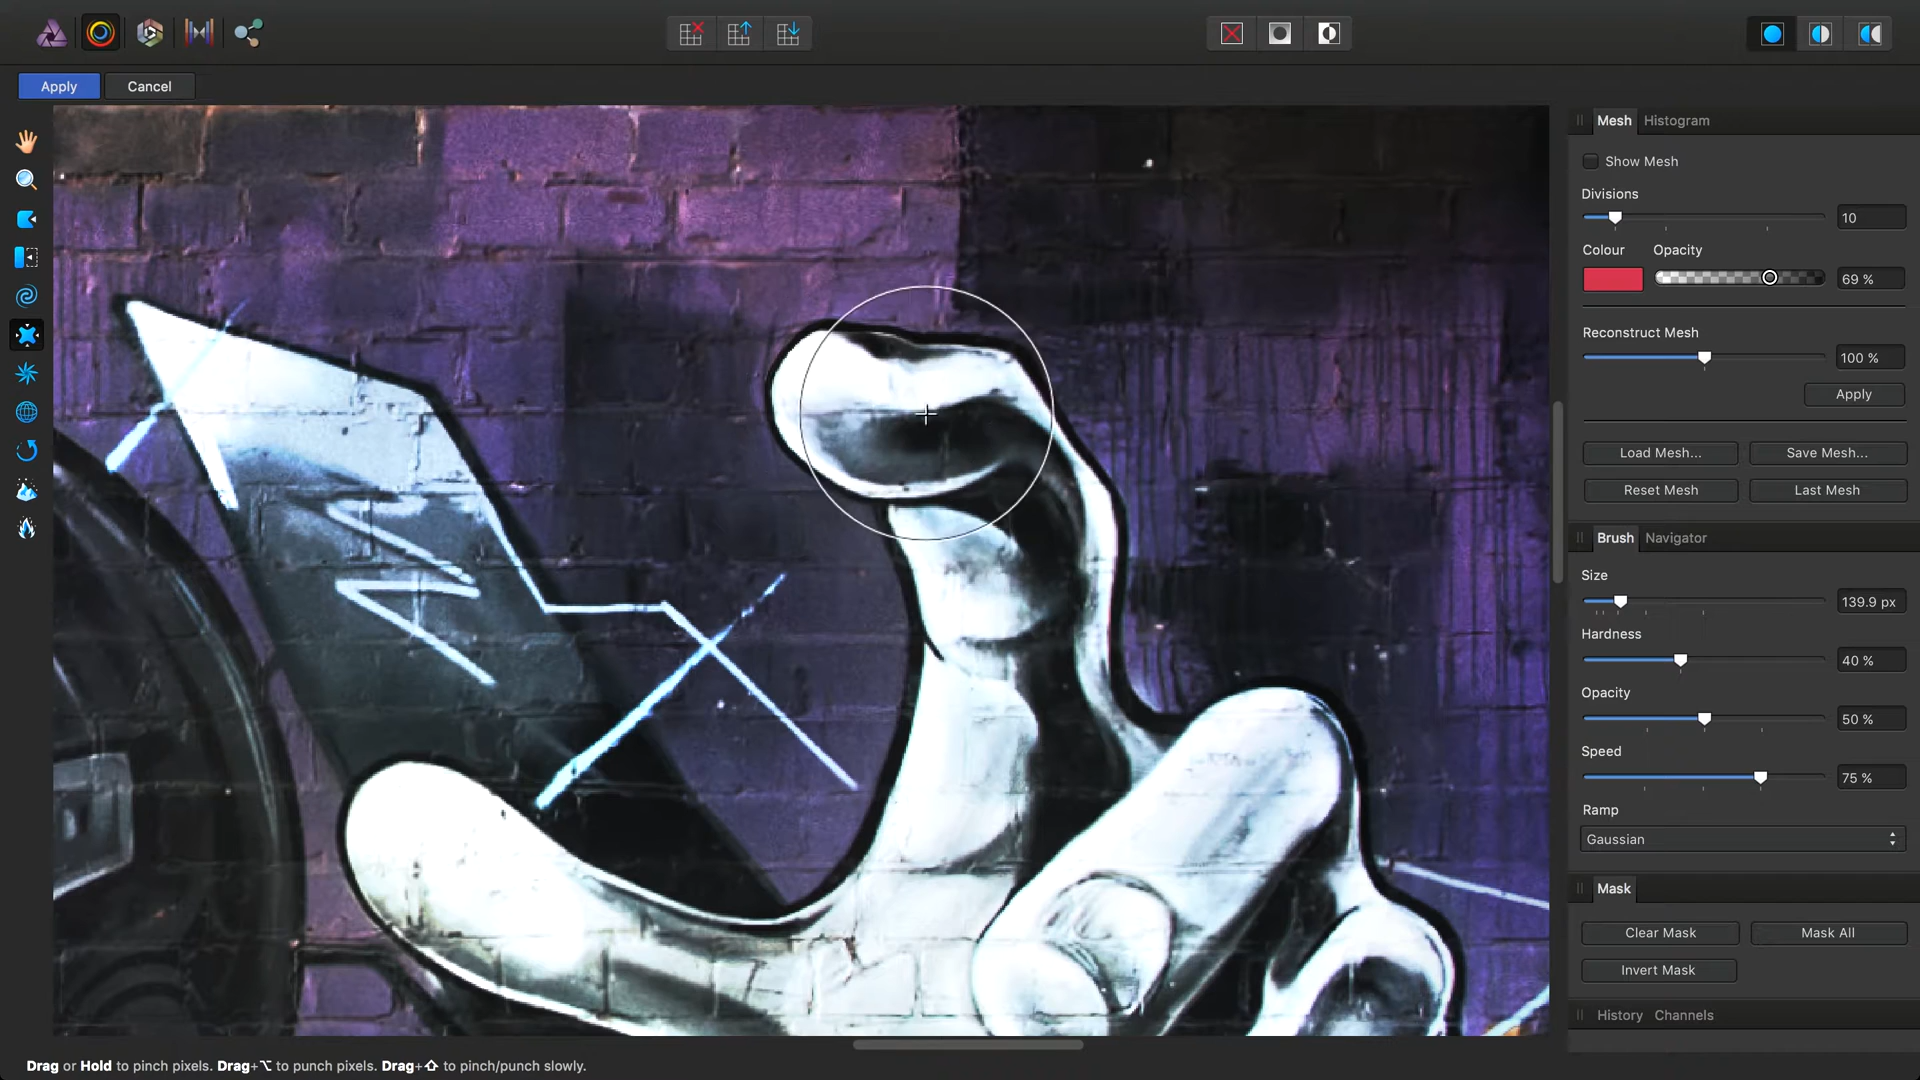 Apply
Cancel
Mesh
Histogram
Show Mesh
Divisions
10
Colour
Opacity
69 %
Reconstruct Mesh
100 %
Apply
Load Mesh...
Save Mesh...
Reset Mesh
Last Mesh
Brush
Navigator
Size
139.9 px
Hardness
40 %
Opacity
50 %
Speed
75 %
Ramp
Gaussian
Mask
Clear Mask
Mask All
Invert Mask
History
Channels
Drag or Hold to pinch pixels. Drag+⌥ to punch pixels. Drag+⇧ to pinch/punch slowly.